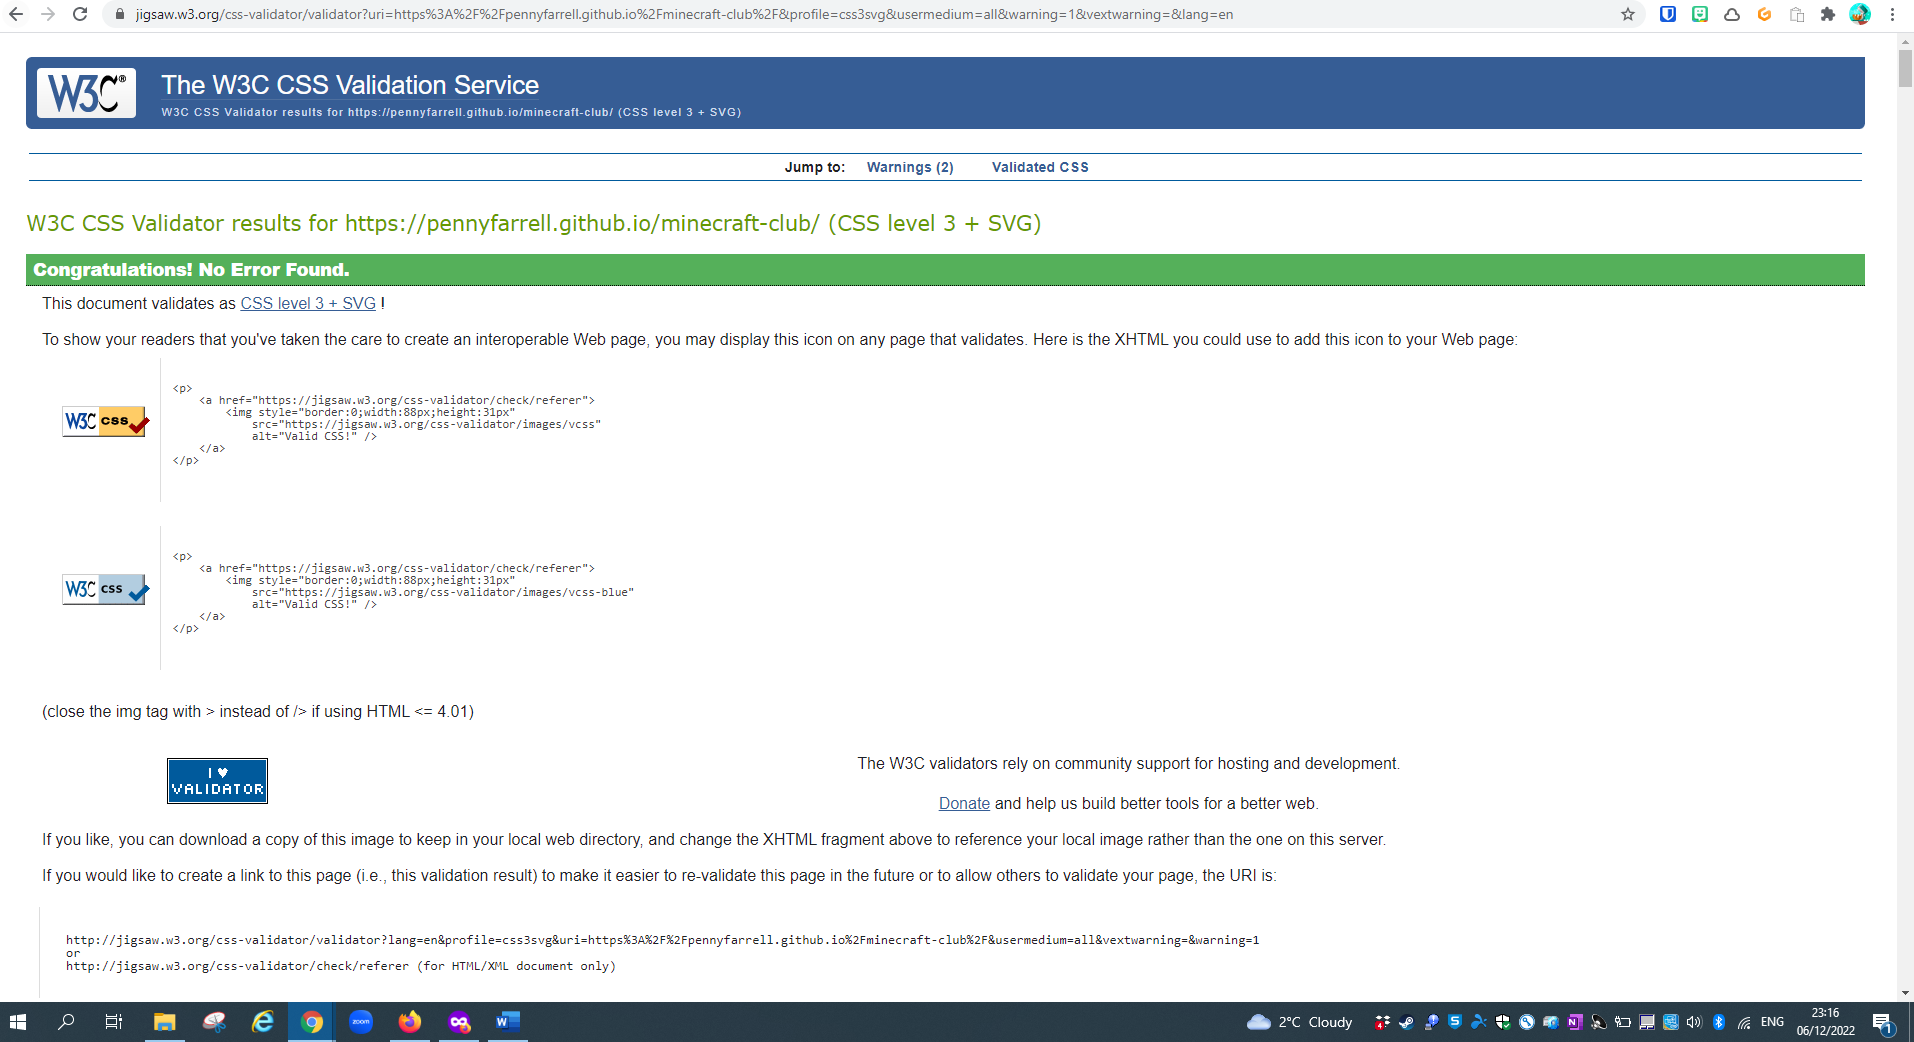 jigsaw.w3.org/css-validator/validator?uri=https%3A%2F%2Fpennyfarrell.github.io%2Fminecraft-club%2F&profile=css3svg&usermedium=all&warning=1&vextwarning=&lang=en
W3C®
The W3C CSS Validation Service
W3C CSS Validator results for https://pennyfarrell.github.io/minecraft-club/ (CSS level 3 + SVG)
Jump to: Warnings (2) Validated CSS
W3C CSS Validator results for https://pennyfarrell.github.io/minecraft-club/ (CSS level 3 + SVG)
Congratulations! No Error Found.
This document validates as CSS level 3 + SVG !
To show your readers that you've taken the care to create an interoperable Web page, you may display this icon on any page that validates. Here is the XHTML you could use to add this icon to your Web page:
W3C css
<p>
<a href="https://jigsaw.w3.org/css-validator/check/referer">
<img style="border:0;width:88px;height:31px"
src="https://jigsaw.w3.org/css-validator/images/vcss"
alt="Valid CSS!" />
</a>
</p>
W3C css
<p>
<a href="https://jigsaw.w3.org/css-validator/check/referer">
<img style="border:0;width:88px;height:31px"
src="https://jigsaw.w3.org/css-validator/images/vcss-blue"
alt="Valid CSS!" />
</a>
</p>
(close the img tag with > instead of /> if using HTML <= 4.01)
I ♥
VALIDATOR
The W3C validators rely on community support for hosting and development.
Donate and help us build better tools for a better web.
If you like, you can download a copy of this image to keep in your local web directory, and change the XHTML fragment above to reference your local image rather than the one on this server.
If you would like to create a link to this page (i.e., this validation result) to make it easier to re-validate this page in the future or to allow others to validate your page, the URI is:
http://jigsaw.w3.org/css-validator/validator?lang=en&profile=css3svg&uri=https%3A%2F%2Fpennyfarrell.github.io%2Fminecraft-club%2F&usermedium=all&vextwarning=&warning=1
or
http://jigsaw.w3.org/css-validator/check/referer (for HTML/XML document only)
zoom
W
2°C Cloudy
ENG
23:16
06/12/2022
1